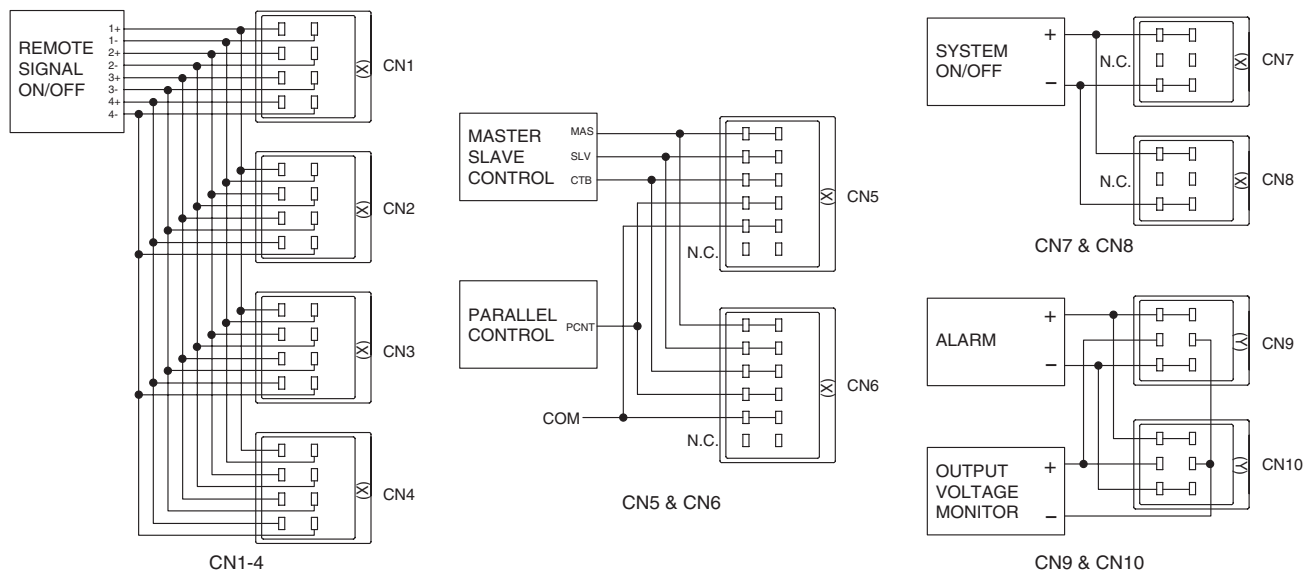 REMOTE
SIGNAL
ON/OFF
1+
1-
2+
2-
3+
3-
4+
4-
(X)
CN1
(X)
CN2
(X)
CN3
(X)
CN4
CN1-4
MASTER
SLAVE
CONTROL
MAS
SLV
CTB
N.C.
(X)
CN5
PARALLEL
CONTROL
PCNT
COM
N.C.
(X)
CN6
CN5 & CN6
SYSTEM
ON/OFF
+
−
N.C.
(X)
CN7
N.C.
(X)
CN8
CN7 & CN8
ALARM
+
−
(Y)
CN9
OUTPUT
VOLTAGE
MONITOR
+
−
(Y)
CN10
CN9 & CN10